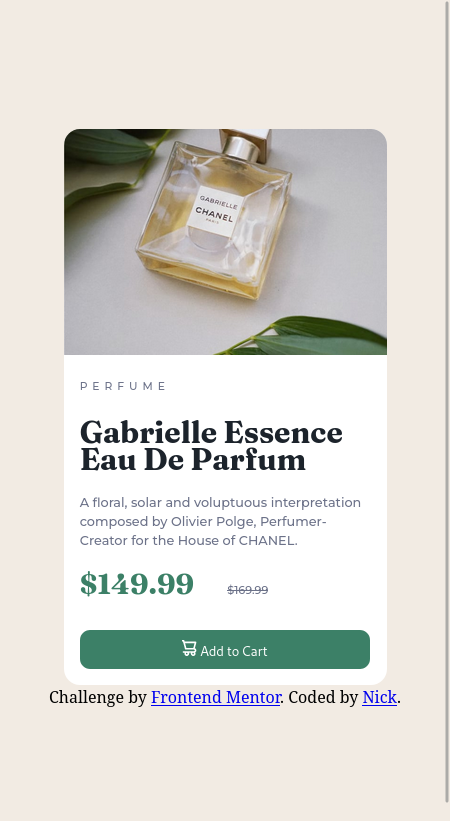 GABRIELLE
CHANEL
PARIS
PERFUME
Gabrielle Essence
Eau De Parfum
A floral, solar and voluptuous interpretation
composed by Olivier Polge, Perfumer-
Creator for the House of CHANEL.
$149.99 $169.99
Add to Cart
Challenge by Frontend Mentor. Coded by Nick.